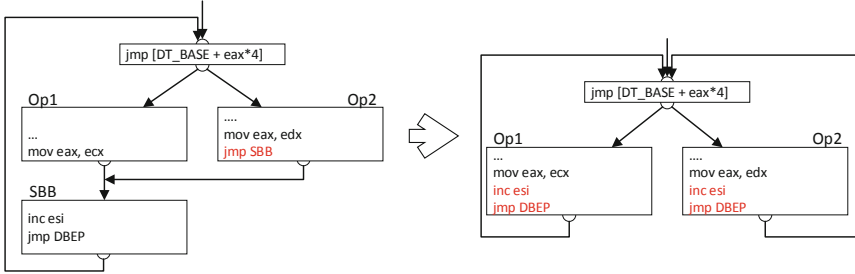 jmp [DT_BASE + eax*4]
Op1
...
mov eax, ecx
Op2
....
mov eax, edx
jmp SBB
SBB
inc esi
jmp DBEP
jmp [DT_BASE + eax*4]
Op1
....
mov eax, ecx
inc esi
jmp DBEP
Op2
....
mov eax, edx
inc esi
jmp DBEP